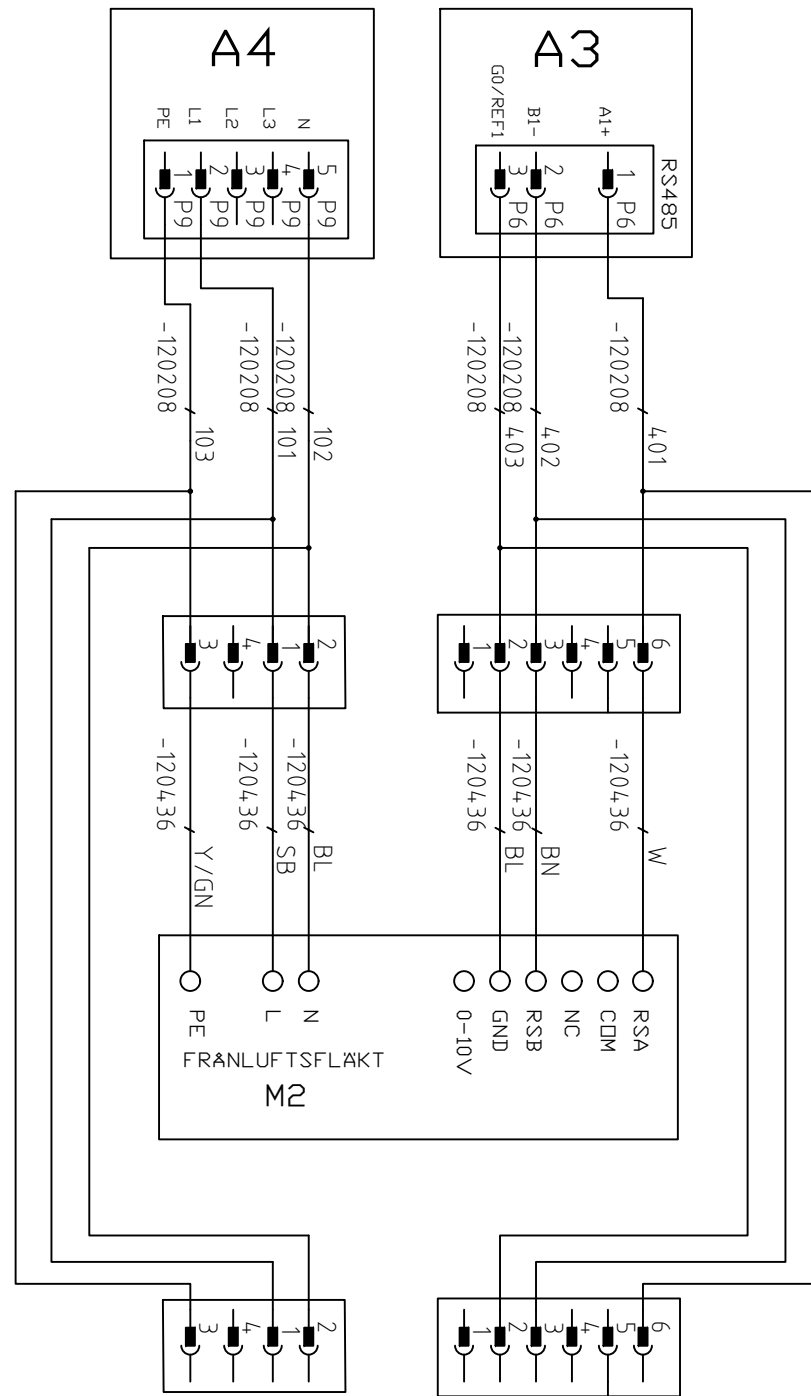 A4
A3
PE
L1
L2
L3
N
G0/REF1
B1-
A1+
RS485
1
2
3
4
5
P9
P9
P9
P9
P9
3
2
1
P6
P6
P6
-120208
-120208
-120208
-120208
-120208
-120208
103
101
102
403
402
401
3
4
1
2
1
2
3
4
5
6
-120436
-120436
-120436
-120436
-120436
-120436
Y/GN
SB
BL
BL
BN
W
PE
L
N
0-10V
GND
RSB
NC
COM
RSA
FRÅNLUFTSFLÄKT
M2
3
4
1
2
1
2
3
4
5
6